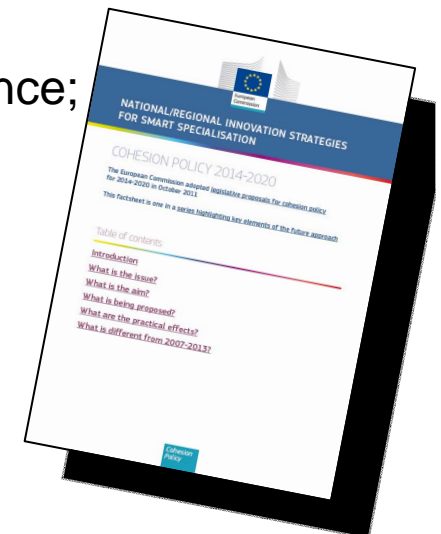 nce;
European
Commission
NATIONAL/REGIONAL INNOVATION STRATEGIES
FOR SMART SPECIALISATION
COHESION POLICY 2014-2020
The European Commission adopted legislative proposals for cohesion policy
for 2014-2020 in October 2011
This factsheet is one in a series highlighting key elements of the future approach
Table of contents
Introduction
What is the issue?
What is the aim?
What is being proposed?
What are the practical effects?
What is different from 2007-2013?
Cohesion
Policy